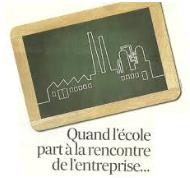 Quand l'école
part à la rencontre
de l'entreprise...